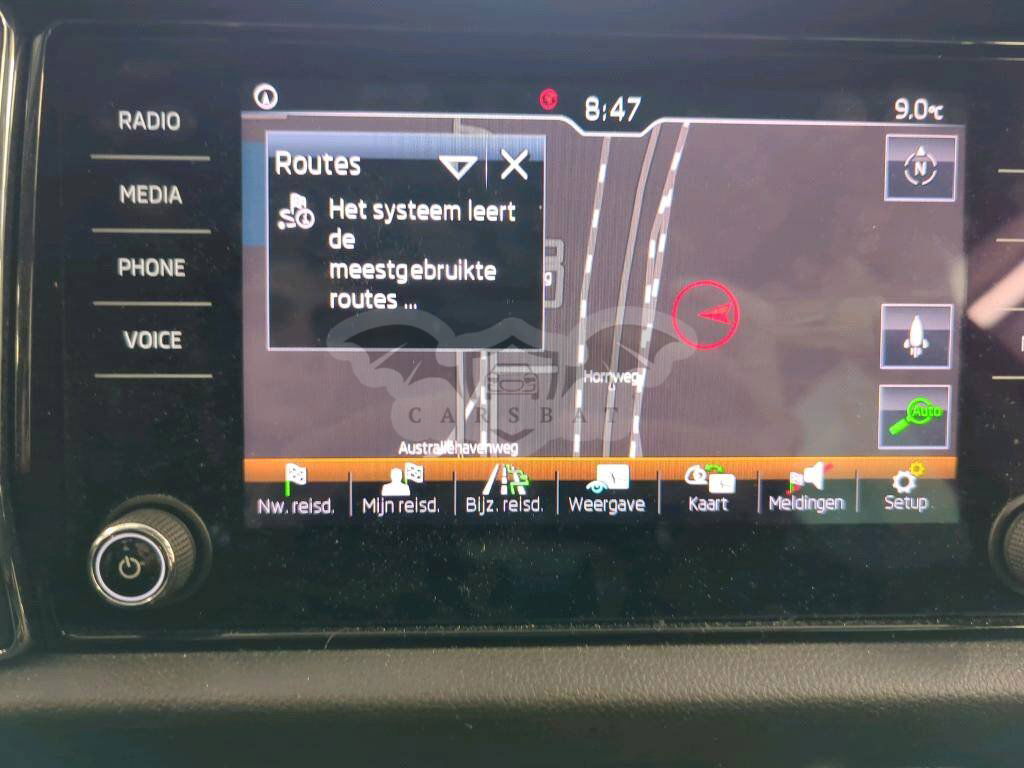 RADIO
MEDIA
PHONE
VOICE
8:47
9.0°C
Routes
Het systeem leert
de
meestgebruikte
routes ...
N
g
Hornweg
Auto
CARSBAT
Australiëhavenweg
Nw. reisd.
Mijn reisd.
Bijz. reisd.
Weergave
Kaart
Meldingen
Setup